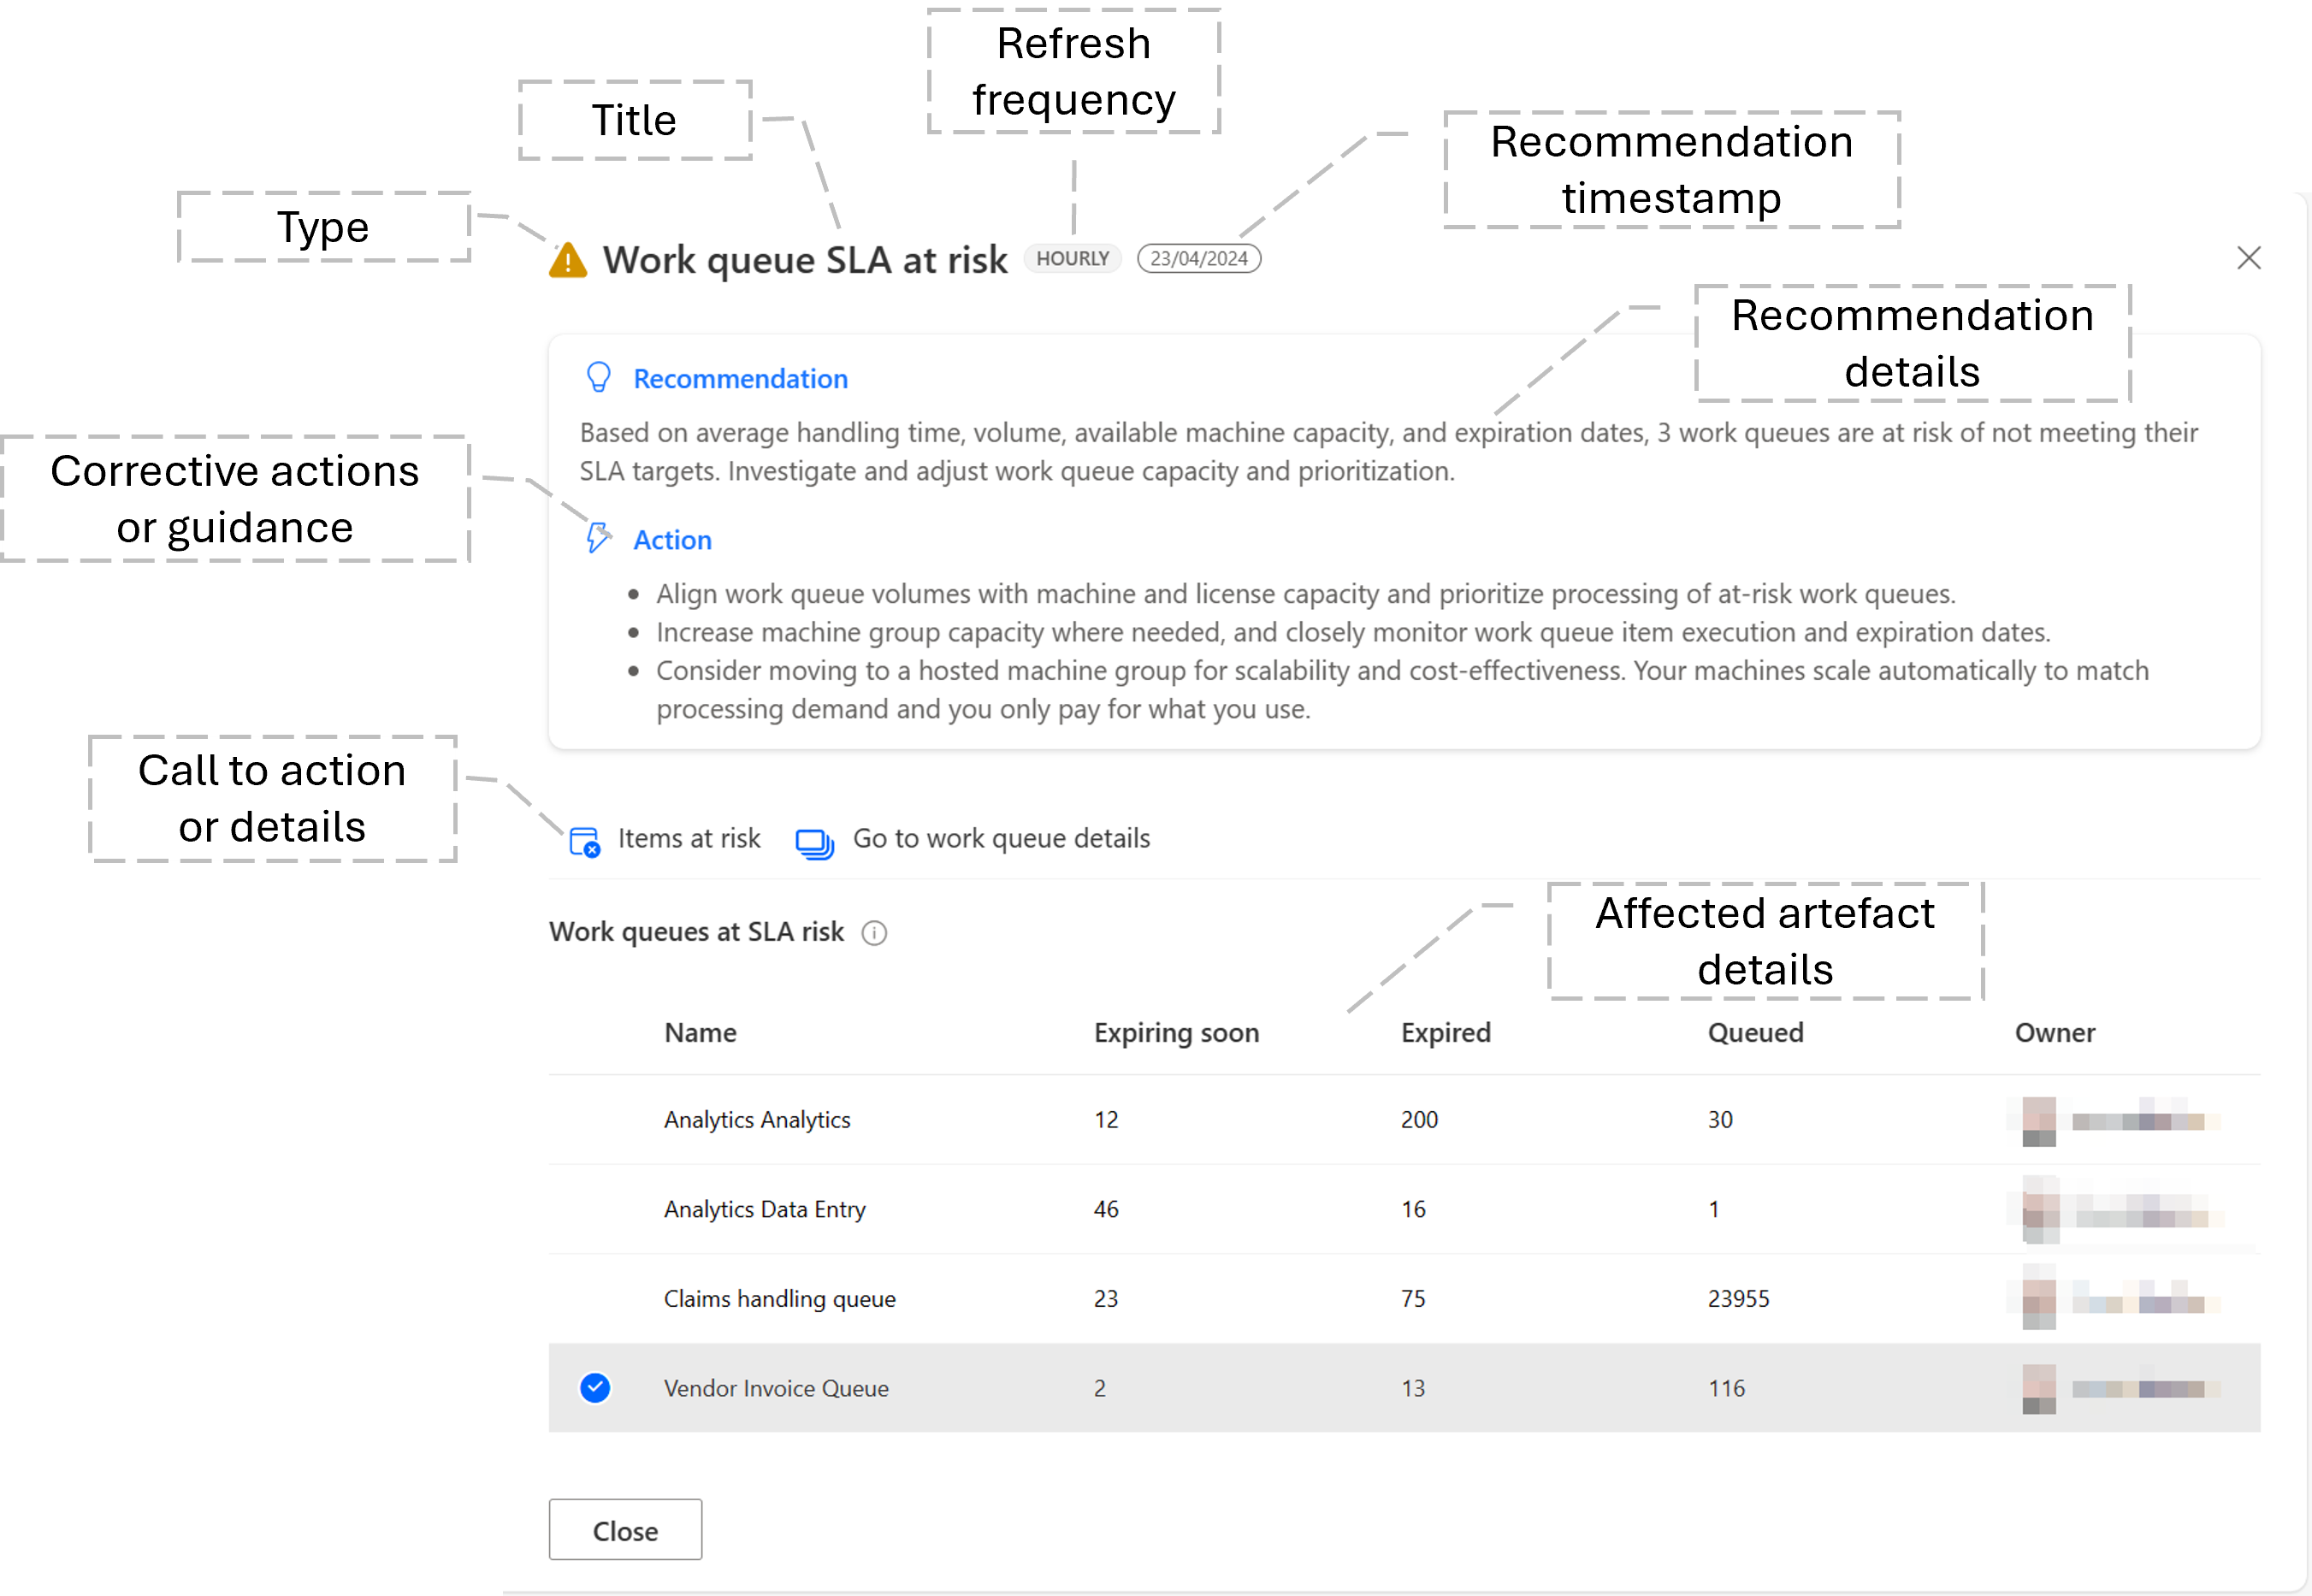 Refresh
frequency
Title
Recommendation
timestamp
Type
Work queue SLA at risk HOURLY 23/04/2024
Recommendation
details
Recommendation
Based on average handling time, volume, available machine capacity, and expiration dates, 3 work queues are at risk of not meeting their
SLA targets. Investigate and adjust work queue capacity and prioritization.
Corrective actions
or guidance
Action
Align work queue volumes with machine and license capacity and prioritize processing of at-risk work queues.
Increase machine group capacity where needed, and closely monitor work queue item execution and expiration dates.
Consider moving to a hosted machine group for scalability and cost-effectiveness. Your machines scale automatically to match
processing demand and you only pay for what you use.
Call to action
or details
Items at risk Go to work queue details
Affected artefact
details
Work queues at SLA risk
Name Expiring soon Expired Queued Owner
Analytics Analytics 12 200 30
Analytics Data Entry 46 16 1
Claims handling queue 23 75 23955
Vendor Invoice Queue 2 13 116
Close